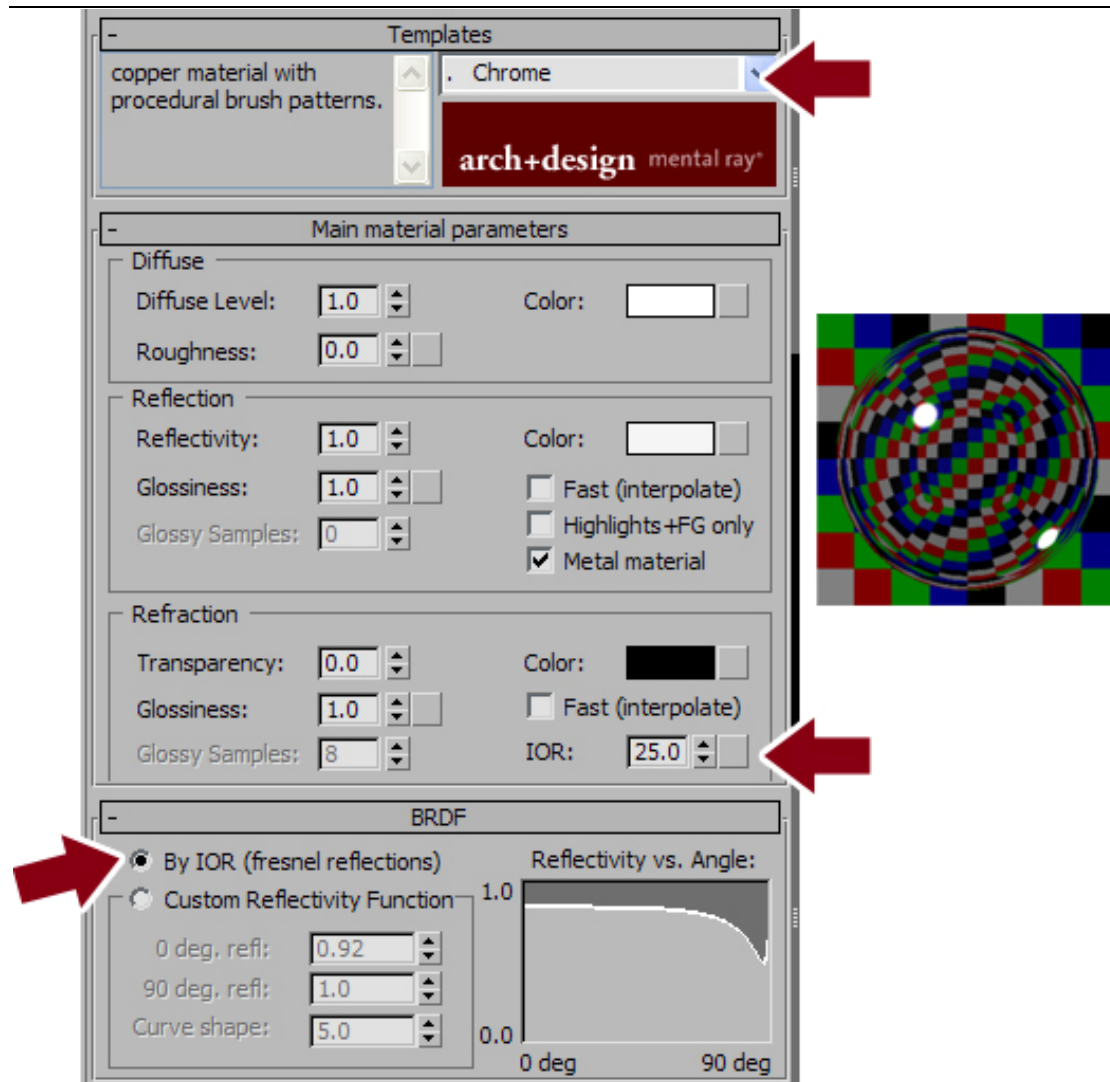 - Templates
copper material with
procedural brush patterns.
. Chrome
arch+design mental ray®
- Main material parameters
Diffuse
Diffuse Level: 1.0 Color:
Roughness: 0.0
Reflection
Reflectivity: 1.0 Color:
Glossiness: 1.0 Fast (interpolate)
Glossy Samples: 0 Highlights+FG only
Metal material
Refraction
Transparency: 0.0 Color:
Glossiness: 1.0 Fast (interpolate)
Glossy Samples: 8 IOR: 25.0
- BRDF
By IOR (fresnel reflections)
Custom Reflectivity Function
0 deg. refl: 0.92
90 deg. refl: 1.0
Curve shape: 5.0
Reflectivity vs. Angle:
1.0
0.0
0 deg 90 deg